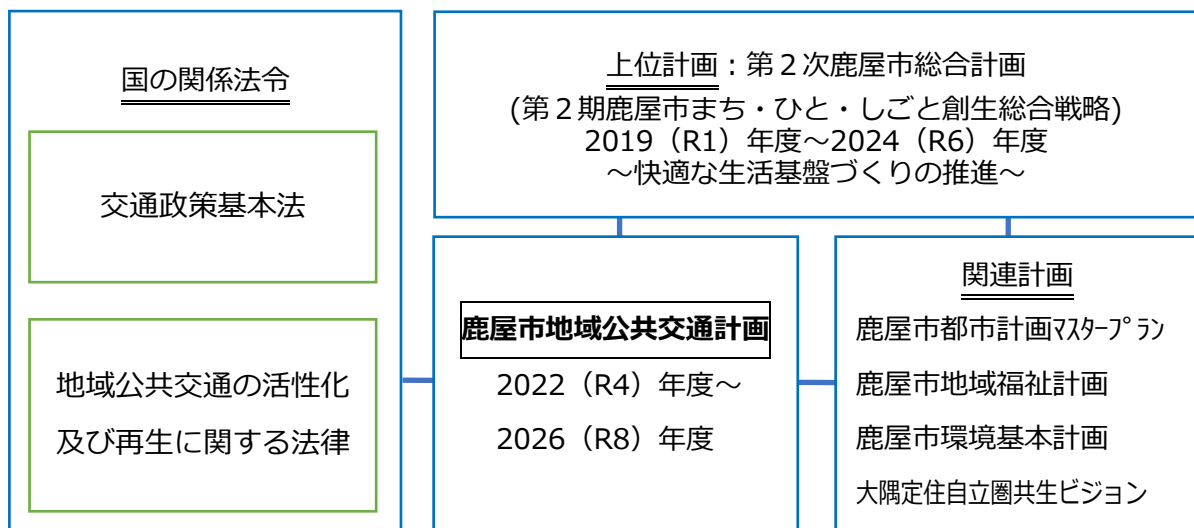 国の関係法令
交通政策基本法
地域公共交通の活性化
及び再生に関する法律
上位計画：第２次鹿屋市総合計画
(第２期鹿屋市まち・ひと・しごと創生総合戦略)
2019（R1）年度～2024（R6）年度
～快適な生活基盤づくりの推進～
鹿屋市地域公共交通計画
2022（R4）年度～
2026（R8）年度
関連計画
鹿屋市都市計画ﾏｽﾀｰﾌﾟﾗﾝ
鹿屋市地域福祉計画
鹿屋市環境基本計画
大隅定住自立圏共生ビジョン